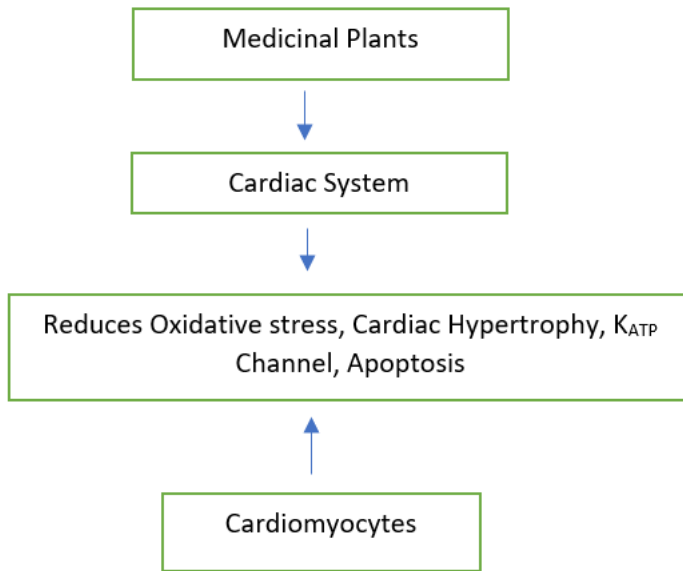 Medicinal Plants
Cardiac System
Reduces Oxidative stress, Cardiac Hypertrophy, KATP
Channel, Apoptosis
Cardiomyocytes